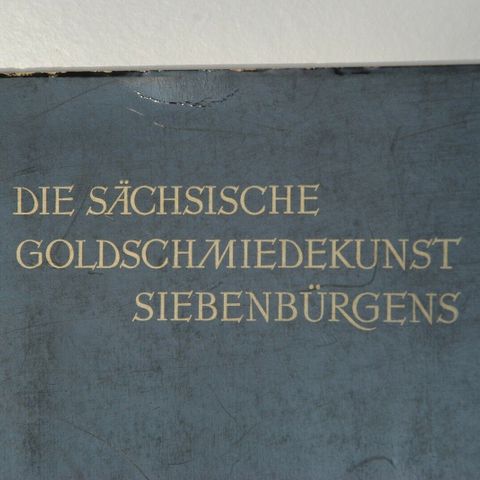 DIE SÄCHSISCHE
GOLDSCHMIEDEKUNST
SIEBENBÜRGENS